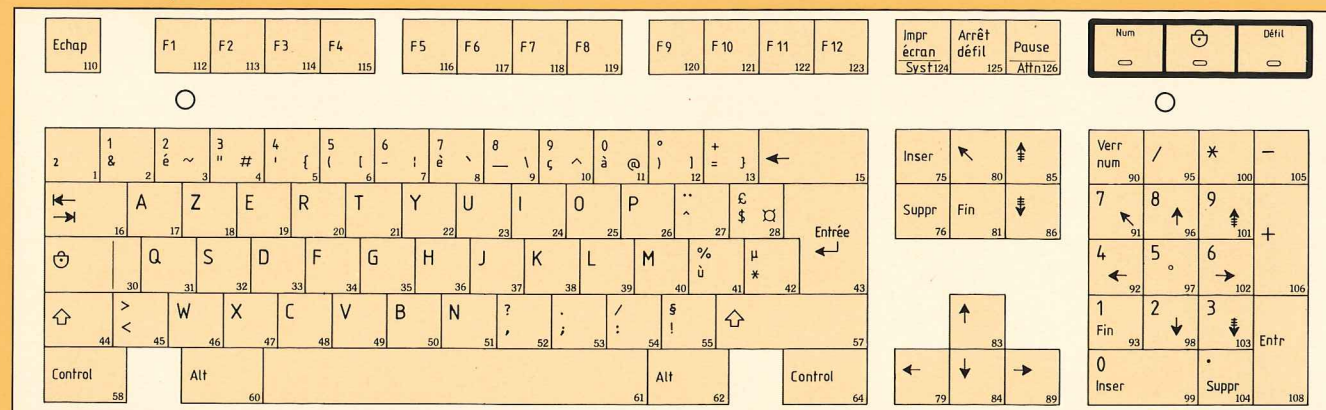 Echap 110 F1 112 F2 113 F3 114 F4 115 F5 116 F6 117 F7 118 F8 119 F9 120 F10 121 F11 122 F12 123 Impr écran Syst 124 Arrêt défil 125 Pause Attn 126 Num Défil
² 1 1 & 2 2 é ~ 3 3 " # 4 4 ' { 5 5 ( [ 6 6 - ¦ 7 7 è ` 8 8 _ \ 9 9 ç ^ 10 0 à @ 11 ° ) ] 12 + = } 13 ← 15 Inser 75 ↖ 80 ⇞ 85 Verr num 90 / 95 * 100 – 105
⇤ ⇥ 16 A 17 Z 18 E 19 R 20 T 21 Y 22 U 23 I 24 O 25 P 26 ¨ ^ 27 £ $ ¤ 28 Entrée ↵ 43 Suppr 76 Fin 81 ⇟ 86 7 ↖ 91 8 ↑ 96 9 ⇞ 101 + 106
30 Q 31 S 32 D 33 F 34 G 35 H 36 J 37 K 38 L 39 M 40 % ù 41 µ * 42 4 ← 92 5 ° 97 6 → 102
⇧ 44 > < 45 W 46 X 47 C 48 V 49 B 50 N 51 ? , 52 . ; 53 / : 54 § ! 55 ⇧ 57 ↑ 83 1 Fin 93 2 ↓ 98 3 ⇟ 103 Entr 108
Control 58 Alt 60 61 Alt 62 Control 64 ← 79 ↓ 84 → 89 0 Inser 99 . Suppr 104